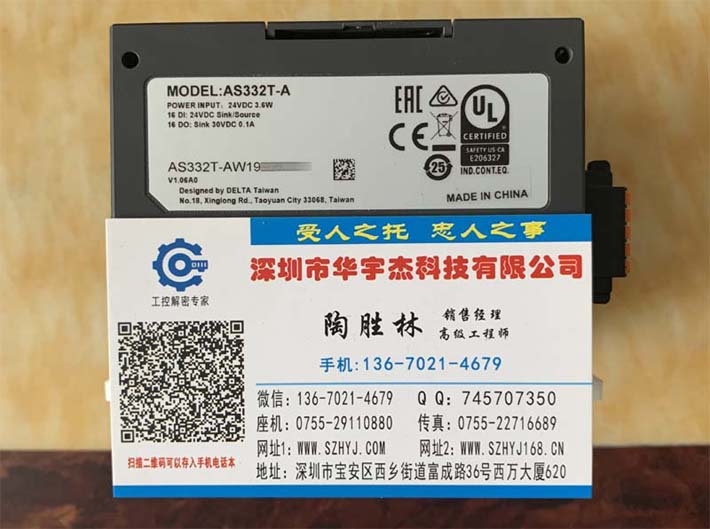 MODEL:AS332T-A
POWER INPUT: 24VDC 3.6W
16 DI: 24VDC Sink/Source
16 DO: Sink 30VDC 0.1A
AS332T-AW19
V1.06A0
Designed by DELTA Taiwan
No.18, Xinglong Rd., Taoyuan City 33068, Taiwan
EAC
CE
25
UL
CERTIFIED
SAFETY US-CA
E206327
IND.CONT.EQ.
MADE IN CHINA
受人之托 忠人之事
深圳市华宇杰科技有限公司
工控解密专家
陶胜林 销售经理
高级工程师
手机:136-7021-4679
微信: 136-7021-4679 QQ: 745707350
座机: 0755-29110880 传真: 0755-22716689
网址1: WWW.SZHYJ.COM 网址2: WWW.SZHYJ168.CN
地址: 深圳市宝安区西乡街道富成路36号西万大厦620
扫描二维码可以存入手机电话本